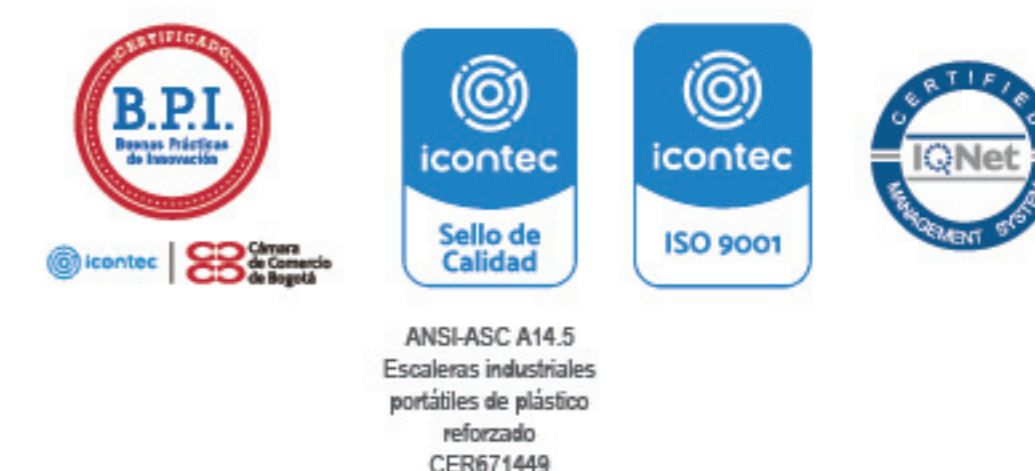 CERTIFICADO
B.P.I.
Buenas Prácticas
de Innovación
icontec
Cámara
de Comercio
de Bogotá
icontec
Sello de
Calidad
ANSI-ASC A14.5
Escaleras industriales
portátiles de plástico
reforzado
CER671449
icontec
ISO 9001
CERTIFIED
IQNet
MANAGEMENT SYSTEM